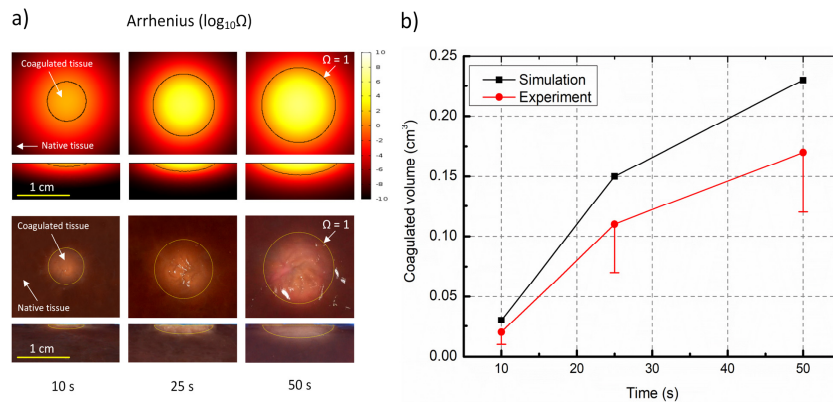 a)
Arrhenius (log₁₀Ω)
Coagulated tissue
Native tissue
Ω = 1
10
8
6
4
2
0
-2
-4
-6
-8
-10
1 cm
Coagulated tissue
Native tissue
Ω = 1
1 cm
10 s 25 s 50 s
b)
Simulation
Experiment
Coagulated volume (cm³)
0.25
0.20
0.15
0.10
0.05
0.00
10 20 30 40 50
Time (s)